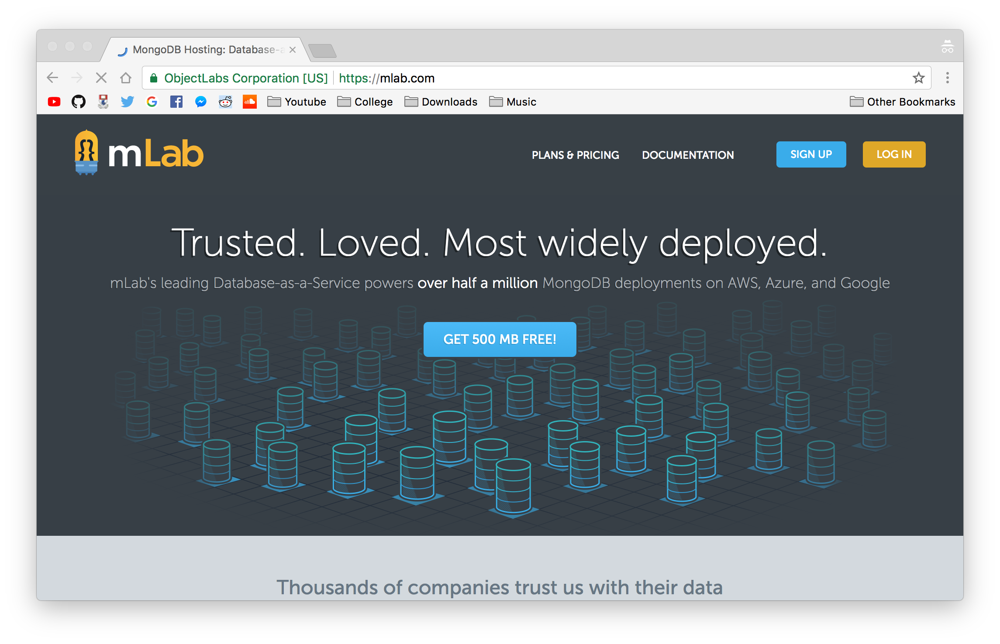 MongoDB Hosting: Database-a
ObjectLabs Corporation [US] https://mlab.com
Youtube College Downloads Music Other Bookmarks
mLab PLANS & PRICING DOCUMENTATION SIGN UP LOG IN
Trusted. Loved. Most widely deployed.
mLab's leading Database-as-a-Service powers over half a million MongoDB deployments on AWS, Azure, and Google
GET 500 MB FREE!
Thousands of companies trust us with their data